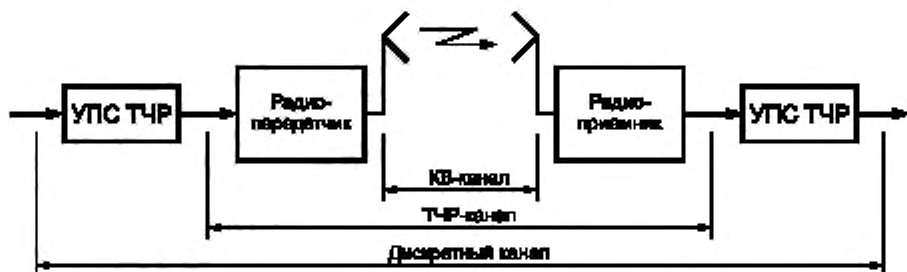 УПС ТЧР
Радио-
передатчик
Радио-
приемник
УПС ТЧР
КВ-канал
ТЧР-канал
Дискретный канал